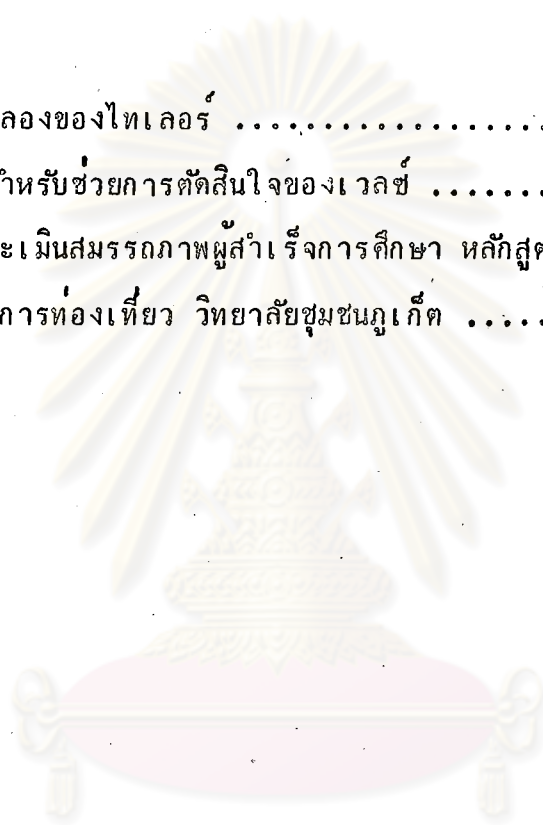 ลองของไทเลอร์ ..................
ำหรับช่วยการตัดสินใจของเวลช์ .......
ะเมินสมรรถภาพผู้สำเร็จการศึกษา หลักสูต
การท่องเที่ยว วิทยาลัยชุมชนภูเก็ต ......